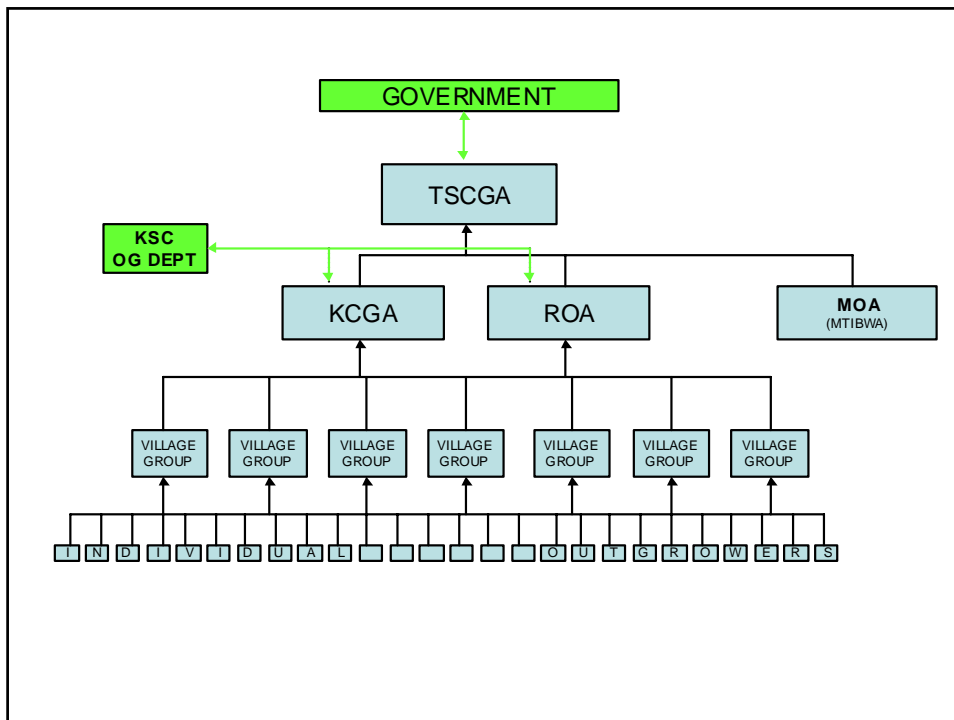 GOVERNMENT
TSCGA
KSC
OG DEPT
KCGA
ROA
MOA
(MTIBWA)
VILLAGE
GROUP
VILLAGE
GROUP
VILLAGE
GROUP
VILLAGE
GROUP
VILLAGE
GROUP
VILLAGE
GROUP
VILLAGE
GROUP
I N D I V I D U A L O U T G R O W E R S